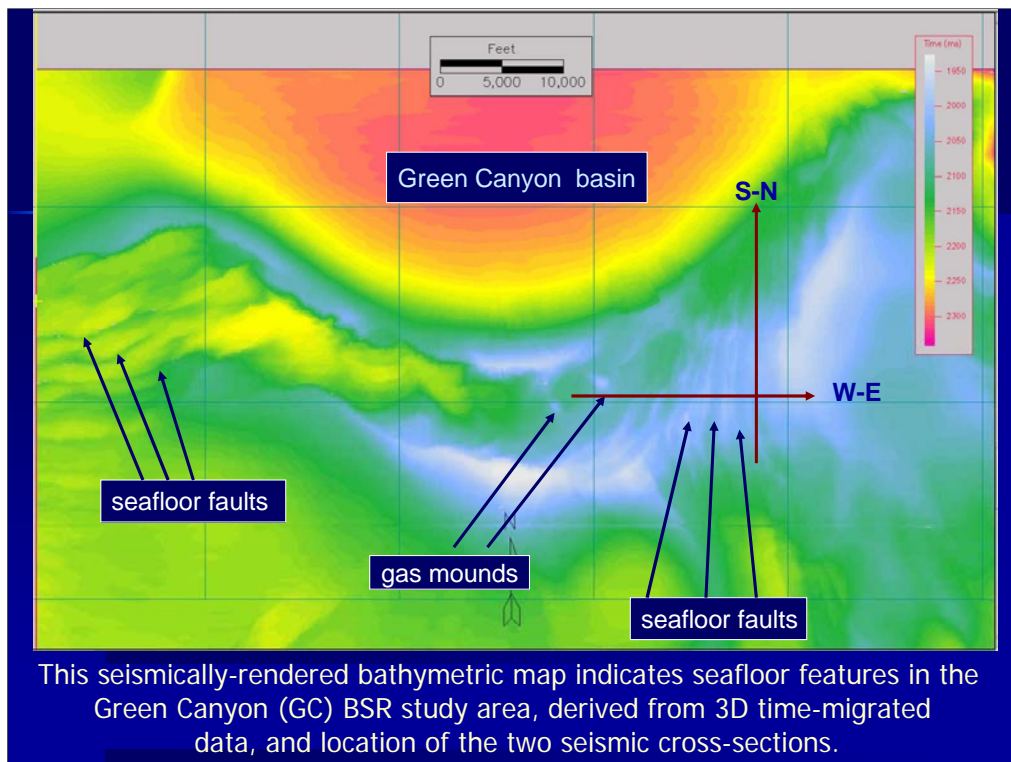 Feet
0 5,000 10,000
Time (ms)
1950
2000
2050
2100
2150
2200
2250
2300
Green Canyon basin
S-N
W-E
seafloor faults
gas mounds
seafloor faults
N
This seismically-rendered bathymetric map indicates seafloor features in the
Green Canyon (GC) BSR study area, derived from 3D time-migrated
data, and location of the two seismic cross-sections.